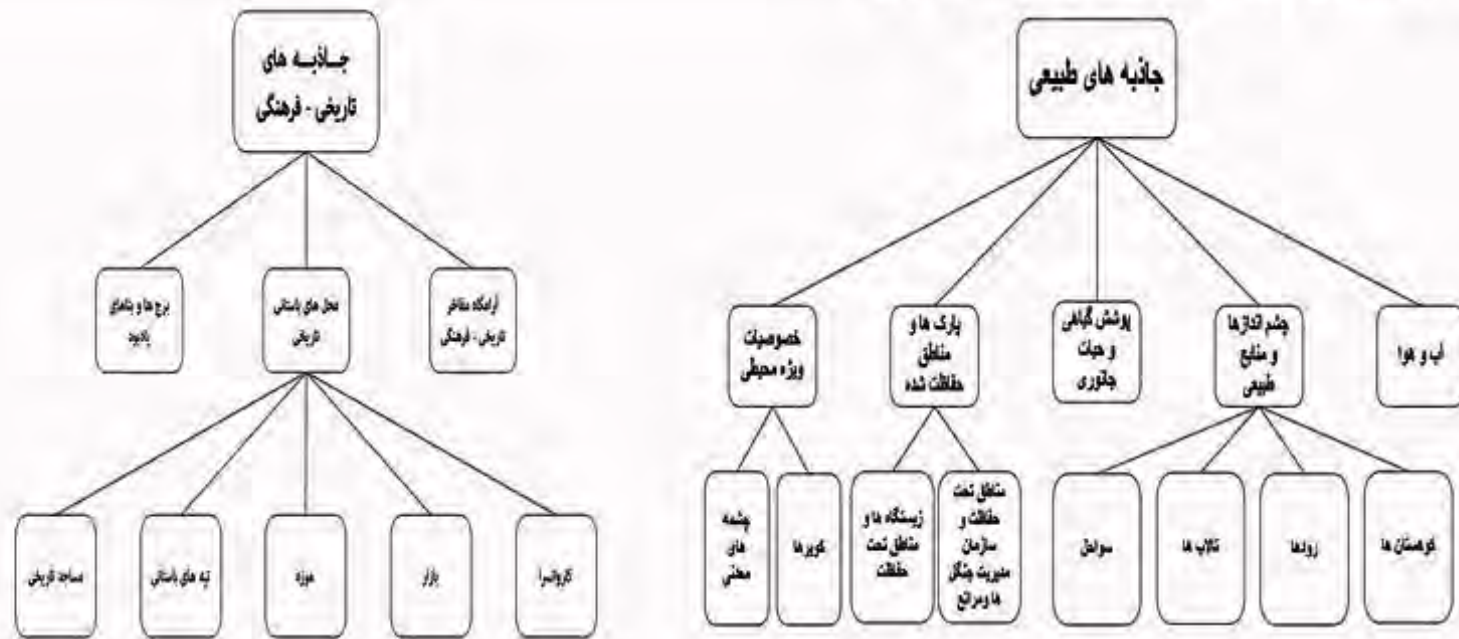 جاذبه های طبیعی
آب و هوا
چشم اندازها
و منابع
طبیعی
پوشش گیاهی
و حیات
جانوری
پارک ها و
مناطق
حفاظت شده
خصوصیات
ویژه محیطی
کوهستان ها
رودها
تالاب ها
سواحل
مناطق تحت
حفاظت و
سازمان
مدیریت جنگل
ها ومراتع
زیستگاه ها و
مناطق تحت
حفاظت
کویرها
چشمه
های
معدنی
جـــاذبــه های
تاریخی - فرهنگی
آرامگاه مفاخر
تاریخی - فرهنگی
محل های باستانی
تاریخی
برج ها و بناهای
یادبود
کاروانسرا
بازار
موزه
تپه های باستانی
مساجد تاریخی